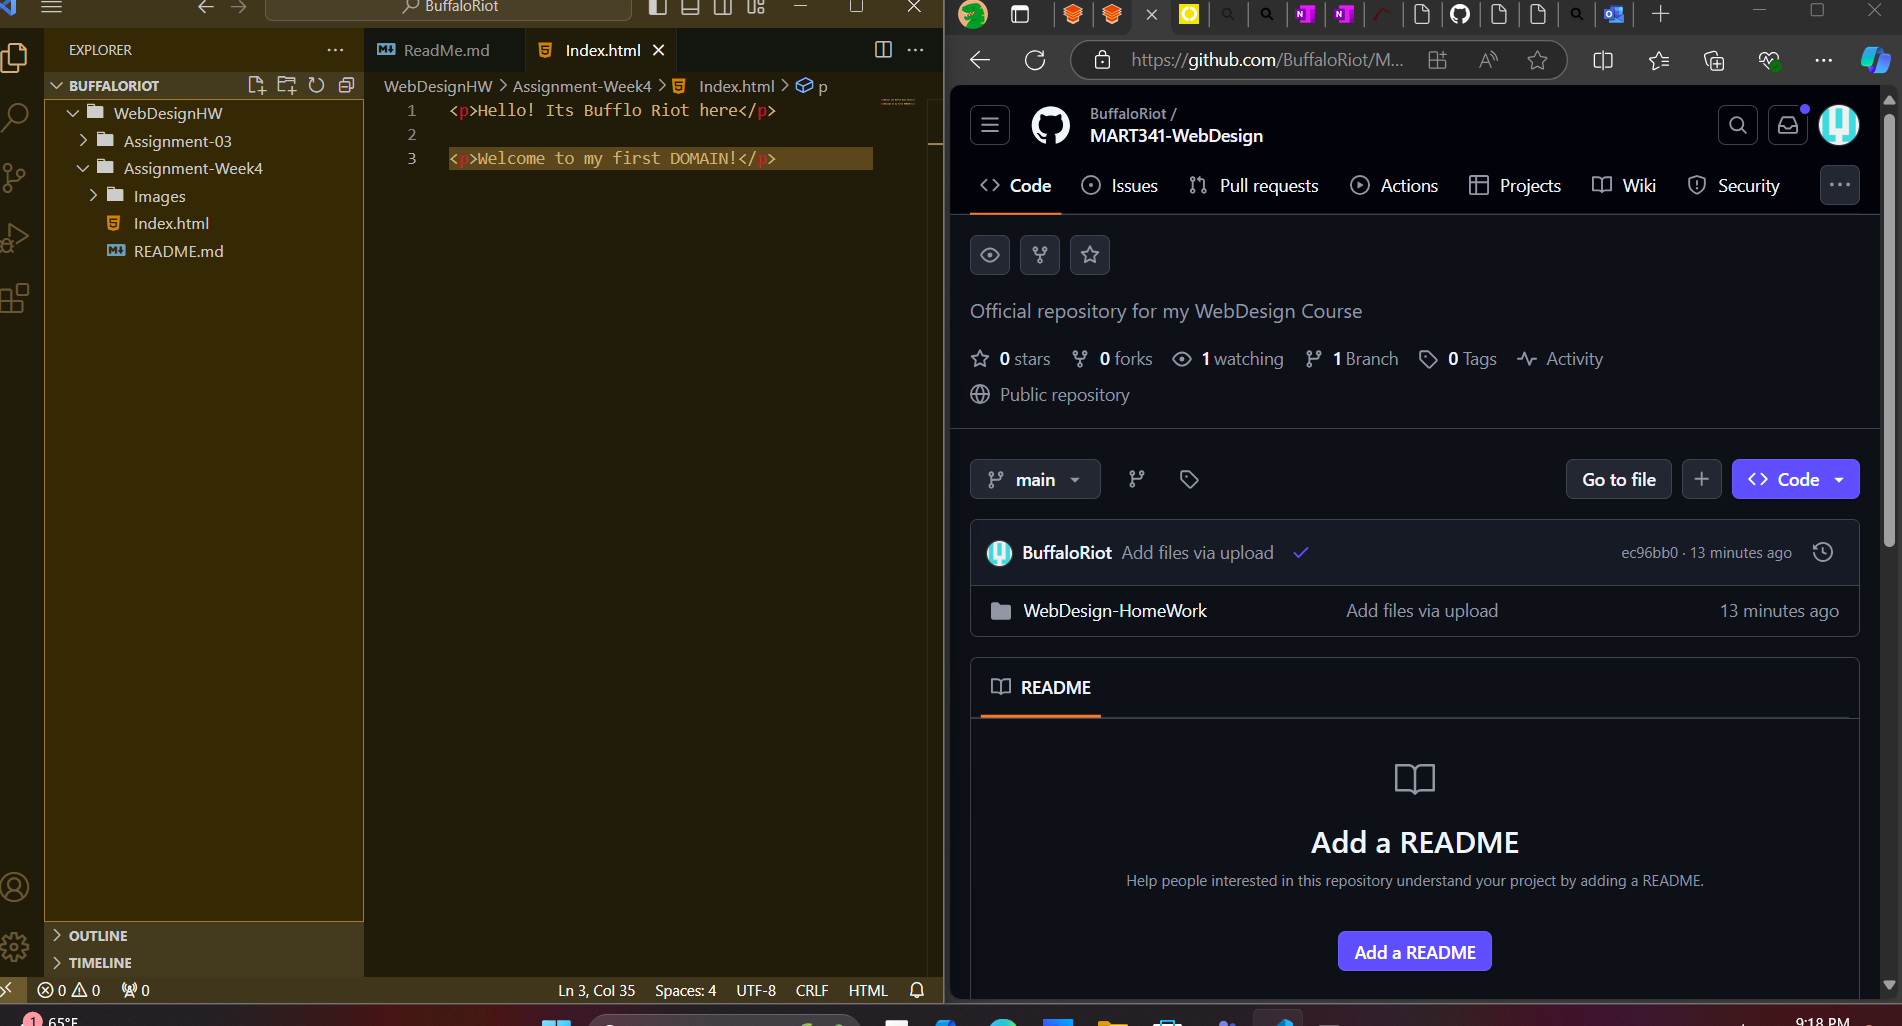 BuffaloRiot
EXPLORER
BUFFALORIOT
WebDesignHW
Assignment-03
Assignment-Week4
Images
Index.html
README.md
OUTLINE
TIMELINE
ReadMe.md
Index.html
WebDesignHW > Assignment-Week4 > Index.html > p
1 <p>Hello! Its Bufflo Riot here</p>
2
3 <p>Welcome to my first DOMAIN!</p>
0 0 0
Ln 3, Col 35 Spaces: 4 UTF-8 CRLF HTML
https://github.com/BuffaloRiot/M...
BuffaloRiot /
MART341-WebDesign
Code Issues Pull requests Actions Projects Wiki Security
Official repository for my WebDesign Course
0 stars 0 forks 1 watching 1 Branch 0 Tags Activity
Public repository
main Go to file Code
BuffaloRiot Add files via upload ec96bb0 · 13 minutes ago
WebDesign-HomeWork Add files via upload 13 minutes ago
README
Add a README
Help people interested in this repository understand your project by adding a README.
Add a README
1 65°F
9:18 PM